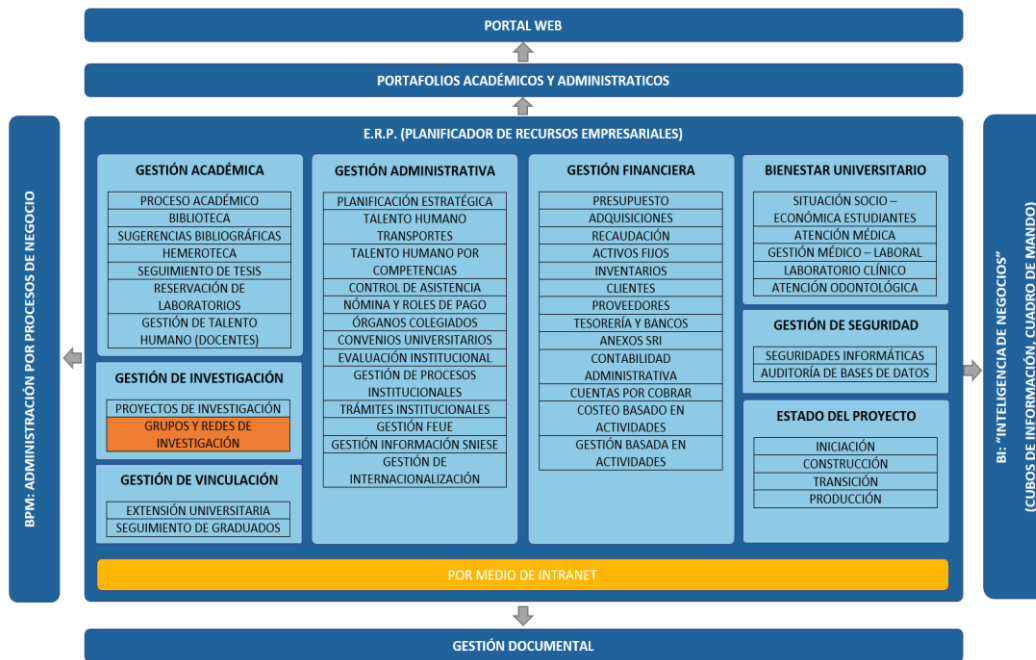 PORTAL WEB
PORTAFOLIOS ACADÉMICOS Y ADMINISTRATICOS
BPM: ADMINISTRACIÓN POR PROCESOS DE NEGOCIO
E.R.P. (PLANIFICADOR DE RECURSOS EMPRESARIALES)
GESTIÓN ACADÉMICA
PROCESO ACADÉMICO
BIBLIOTECA
SUGERENCIAS BIBLIOGRÁFICAS
HEMEROTECA
SEGUIMIENTO DE TESIS
RESERVACIÓN DE
LABORATORIOS
GESTIÓN DE TALENTO
HUMANO (DOCENTES)
GESTIÓN DE INVESTIGACIÓN
PROYECTOS DE INVESTIGACIÓN
GRUPOS Y REDES DE
INVESTIGACIÓN
GESTIÓN DE VINCULACIÓN
EXTENSIÓN UNIVERSITARIA
SEGUIMIENTO DE GRADUADOS
GESTIÓN ADMINISTRATIVA
PLANIFICACIÓN ESTRATÉGICA
TALENTO HUMANO
TRANSPORTES
TALENTO HUMANO POR
COMPETENCIAS
CONTROL DE ASISTENCIA
NÓMINA Y ROLES DE PAGO
ÓRGANOS COLEGIADOS
CONVENIOS UNIVERSITARIOS
EVALUACIÓN INSTITUCIONAL
GESTIÓN DE PROCESOS
INSTITUCIONALES
TRÁMITES INSTITUCIONALES
GESTIÓN FEUE
GESTIÓN INFORMACIÓN SNIESE
GESTIÓN DE
INTERNACIONALIZACIÓN
GESTIÓN FINANCIERA
PRESUPUESTO
ADQUISICIONES
RECAUDACIÓN
ACTIVOS FIJOS
INVENTARIOS
CLIENTES
PROVEEDORES
TESORERÍA Y BANCOS
ANEXOS SRI
CONTABILIDAD
ADMINISTRATIVA
CUENTAS POR COBRAR
COSTEO BASADO EN
ACTIVIDADES
GESTIÓN BASADA EN
ACTIVIDADES
BIENESTAR UNIVERSITARIO
SITUACIÓN SOCIO –
ECONÓMICA ESTUDIANTES
ATENCIÓN MÉDICA
GESTIÓN MÉDICO – LABORAL
LABORATORIO CLÍNICO
ATENCIÓN ODONTOLÓGICA
GESTIÓN DE SEGURIDAD
SEGURIDADES INFORMÁTICAS
AUDITORÍA DE BASES DE DATOS
ESTADO DEL PROYECTO
INICIACIÓN
CONSTRUCCIÓN
TRANSICIÓN
PRODUCCIÓN
POR MEDIO DE INTRANET
BI: "INTELIGENCIA DE NEGOCIOS"
(CUBOS DE INFORMACIÓN, CUADRO DE MANDO)
GESTIÓN DOCUMENTAL